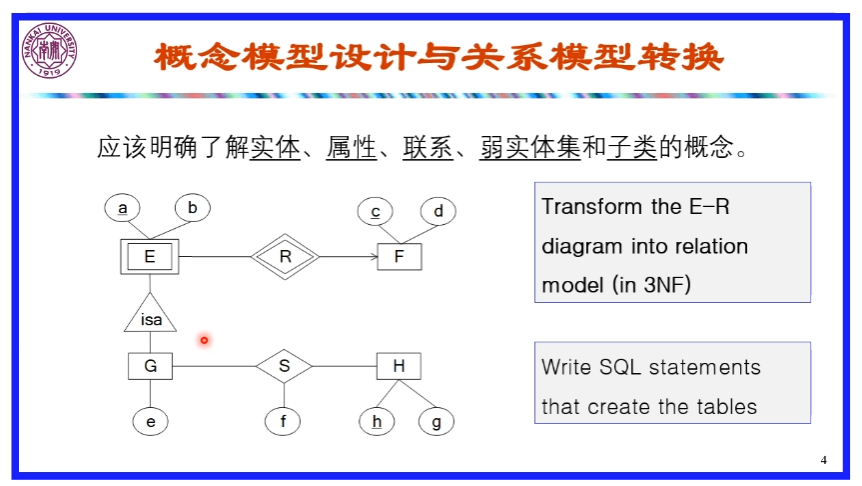 NANKAI UNIVERSITY
南開
1919
概念模型设计与关系模型转换
应该明确了解实体、属性、联系、弱实体集和子类的概念。
a
b
c
d
E
R
F
isa
G
S
H
e
f
h
g
Transform the E-R
diagram into relation
model (in 3NF)
Write SQL statements
that create the tables
4